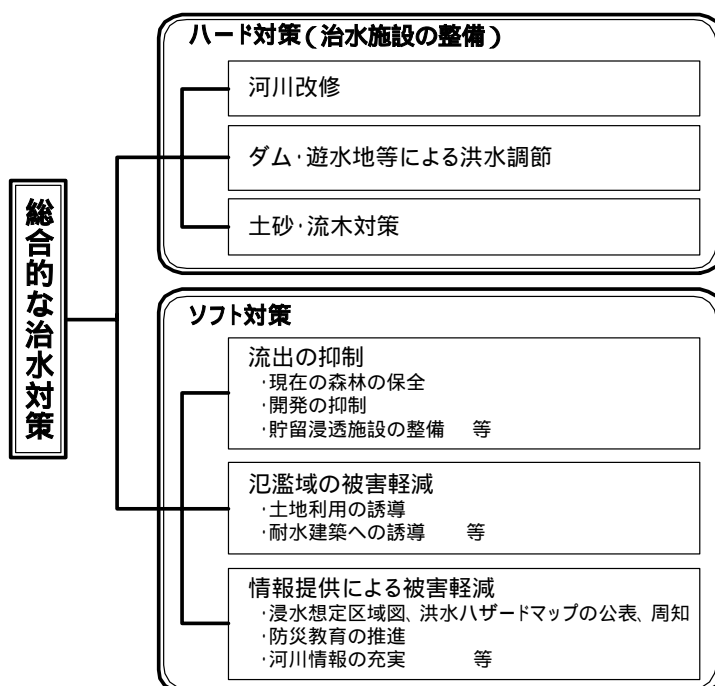 総合的な治水対策
ハード対策(治水施設の整備)
河川改修
ダム・遊水地等による洪水調節
土砂・流木対策
ソフト対策
流出の抑制
・現在の森林の保全
・開発の抑制
・貯留浸透施設の整備　等
氾濫域の被害軽減
・土地利用の誘導
・耐水建築への誘導　等
情報提供による被害軽減
・浸水想定区域図、洪水ハザードマップの公表、周知
・防災教育の推進
・河川情報の充実　等